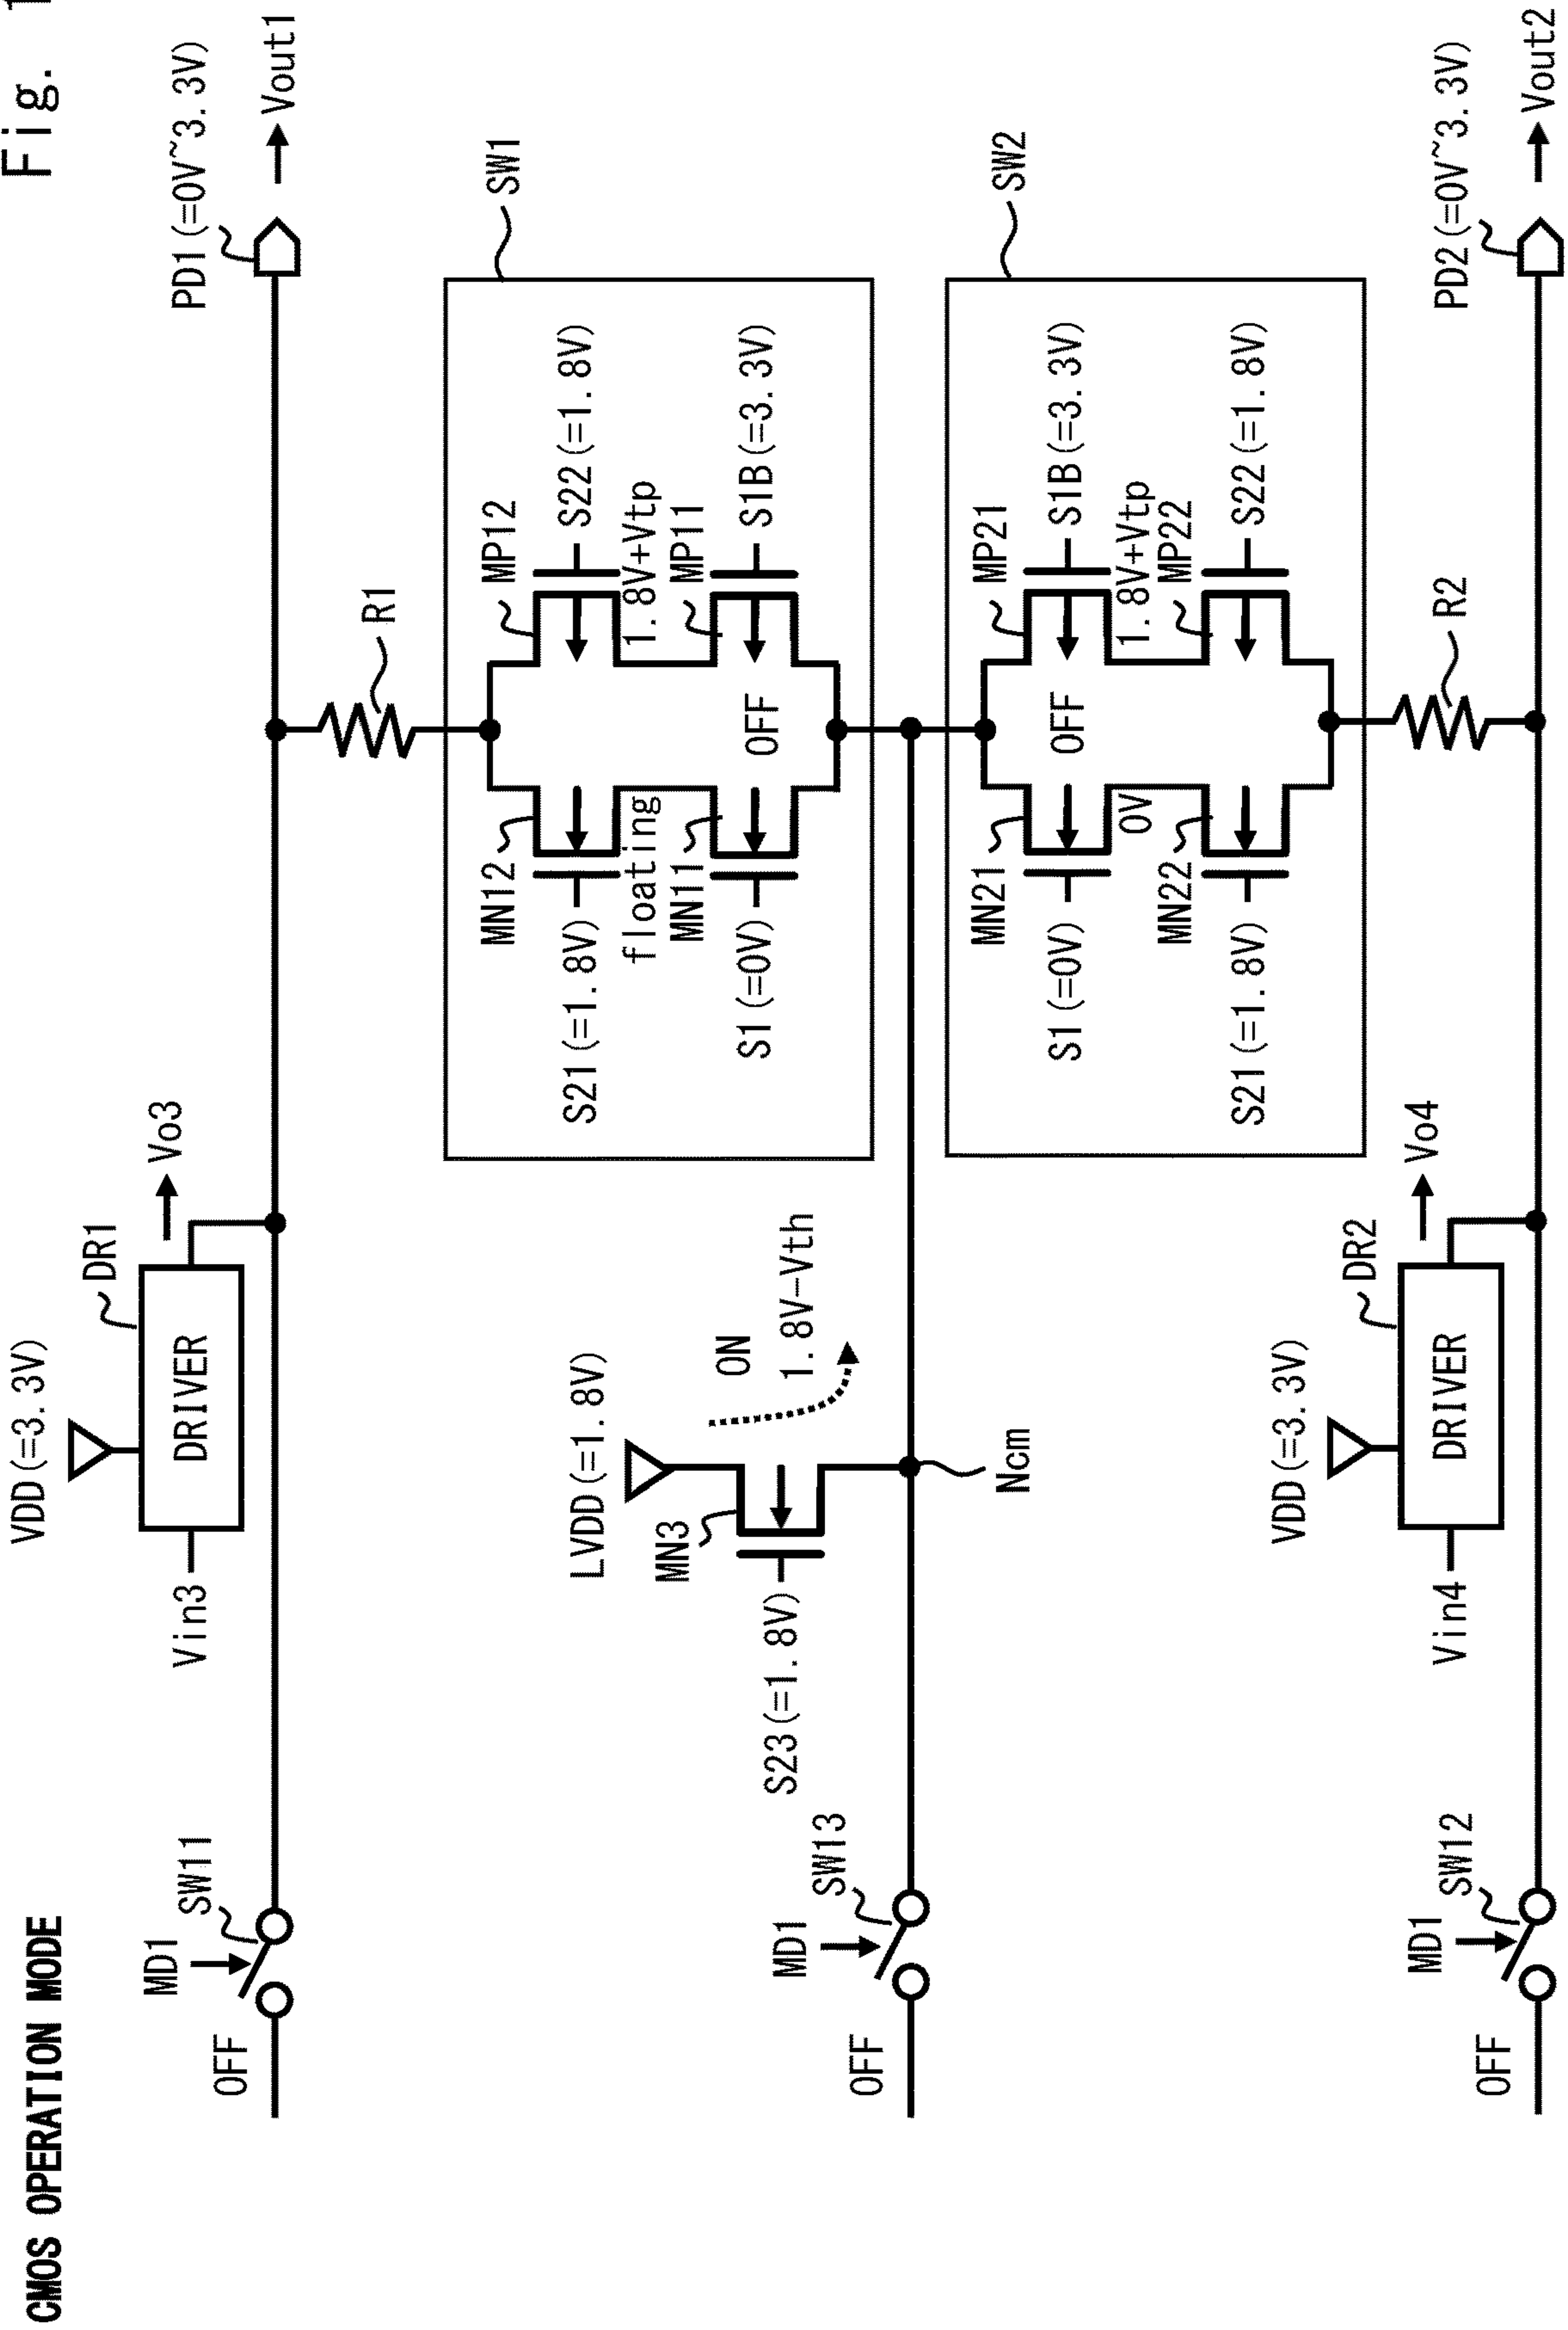 Fig. 1
CMOS OPERATION MODE
OFF
MD1
SW11
Vin3
VDD(=3.3V)
DRIVER
DR1
Vo3
PD1(=0V~3.3V)
Vout1
R1
SW1
MN12
S21(=1.8V)
MP12
S22(=1.8V)
floating
1.8V+Vtp
MN11
S1(=0V)
OFF
MP11
S1B(=3.3V)
OFF
MD1
SW13
S23(=1.8V)
MN3
LVDD(=1.8V)
ON
1.8V-Vth
Ncm
SW2
MN21
S1(=0V)
OFF
MP21
S1B(=3.3V)
0V
1.8V+Vtp
MN22
S21(=1.8V)
MP22
S22(=1.8V)
R2
OFF
MD1
SW12
Vin4
VDD(=3.3V)
DRIVER
DR2
Vo4
PD2(=0V~3.3V)
Vout2